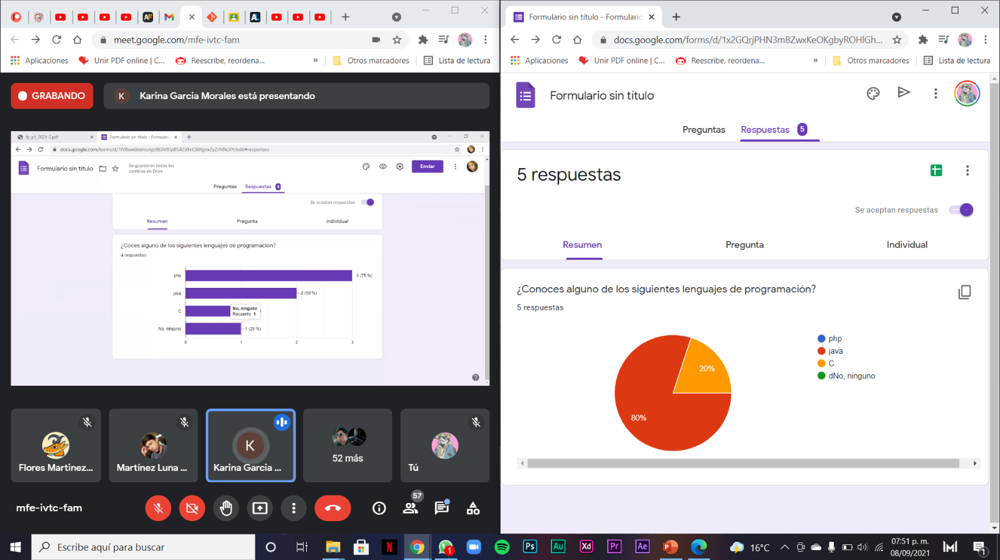 meet.google.com/mfe-ivtc-fam
Aplicaciones
Unir PDF online | C...
Reescribe, reordena...
»
Otros marcadores
Lista de lectura
GRABANDO
K
Karina Garcia Morales está presentando
fp_p1_2021-2.pdf
Formulario sin título - Formulario
Formulario sin título
Se guardaron todos los
cambios en Drive
Enviar
Preguntas
Respuestas 4
Se aceptan respuestas
Resumen
Pregunta
Individual
¿Coces alguno de los siguientes lenguajes de programación?
4 respuestas
php
3 (75 %)
java
2 (50 %)
C
No, ninguno
Recuento: 1
No, ninguno
1 (25 %)
0 1 2 3
Flores Martinez...
Martínez Luna ...
K
Karina Garcia ...
52 más
Tú
mfe-ivtc-fam
57
Formulario sin título - Formulario
docs.google.com/forms/d/1x2GQrjPHN3mBZwxKeOKgbyROHlGh...
Aplicaciones
Unir PDF online | C...
Reescribe, reordena...
»
Otros marcadores
Lista de lectura
Formulario sin título
Preguntas
Respuestas 5
5 respuestas
Se aceptan respuestas
Resumen
Pregunta
Individual
¿Conoces alguno de los siguientes lenguajes de programación?
5 respuestas
20%
80%
php
java
C
dNo, ninguno
Escribe aquí para buscar
N
1
Ps
Au
Xd
Pr
Ae
16°C
07:51 p. m.
08/09/2021
1